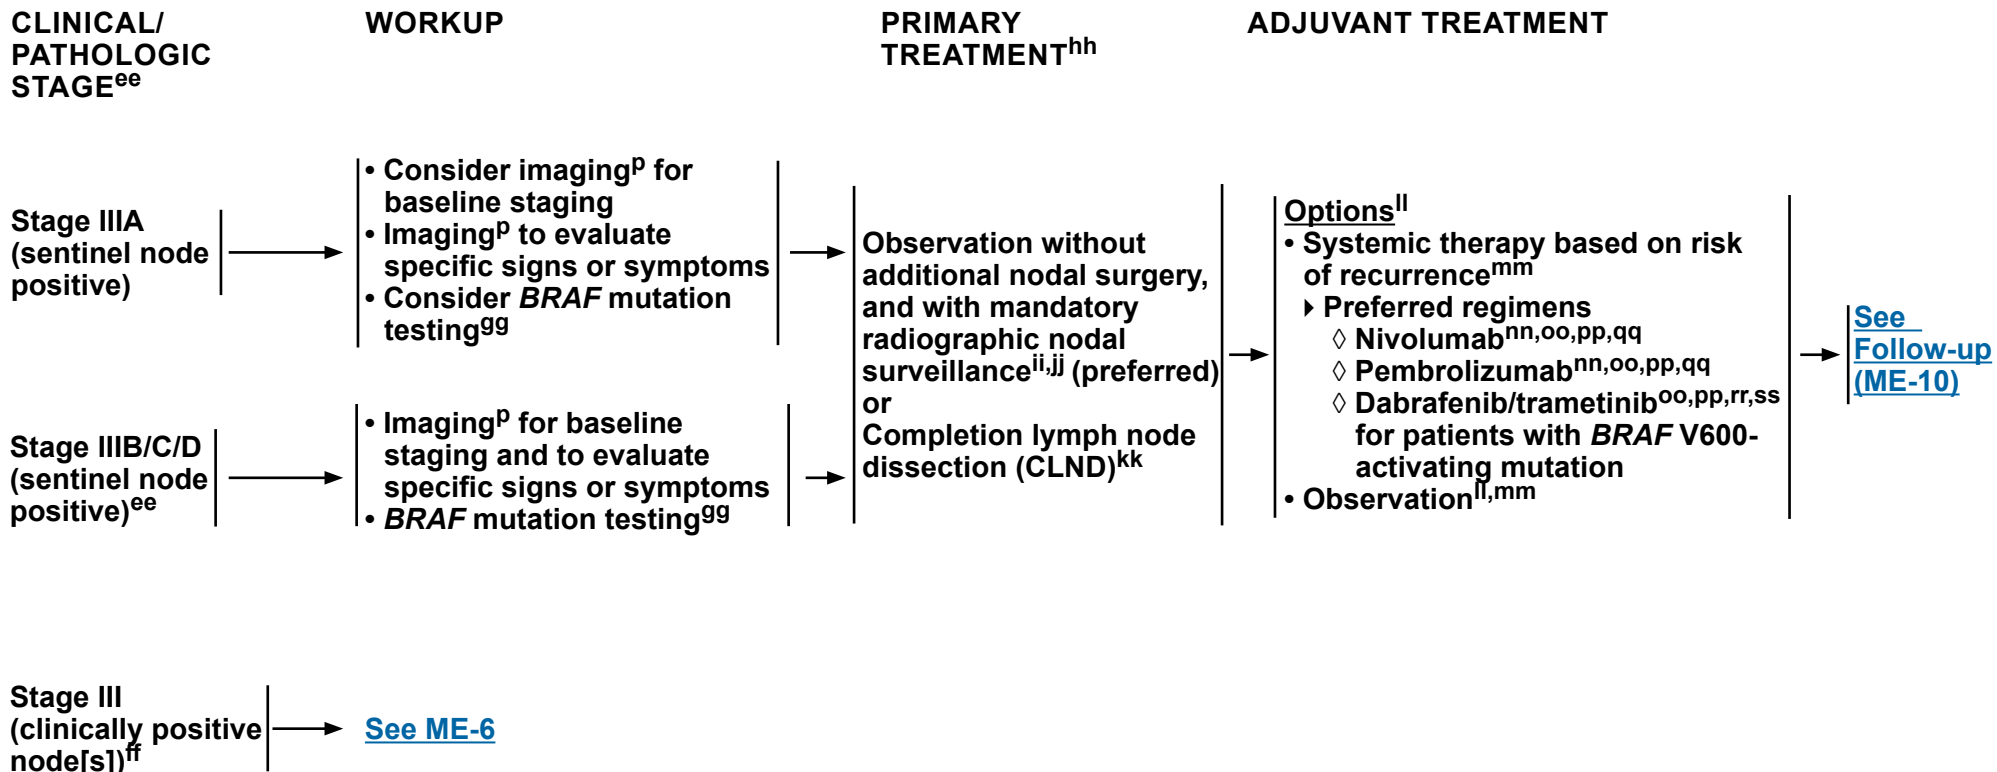 CLINICAL/
PATHOLOGIC
STAGEee
WORKUP
PRIMARY
TREATMENThh
ADJUVANT TREATMENT
Stage IIIA
(sentinel node
positive)
• Consider imagingp for
baseline staging
• Imagingp to evaluate
specific signs or symptoms
• Consider BRAF mutation
testinggg
Stage IIIB/C/D
(sentinel node
positive)ee
• Imagingp for baseline
staging and to evaluate
specific signs or symptoms
• BRAF mutation testinggg
Observation without
additional nodal surgery,
and with mandatory
radiographic nodal
surveillanceii,jj (preferred)
or
Completion lymph node
dissection (CLND)kk
Optionsll
• Systemic therapy based on risk
of recurrencemm
‣ Preferred regimens
◊ Nivolumabnn,oo,pp,qq
◊ Pembrolizumabnn,oo,pp,qq
◊ Dabrafenib/trametiniboo,pp,rr,ss
for patients with BRAF V600-
activating mutation
• Observationll,mm
See
Follow-up
(ME-10)
Stage III
(clinically positive
node[s])ff
See ME-6